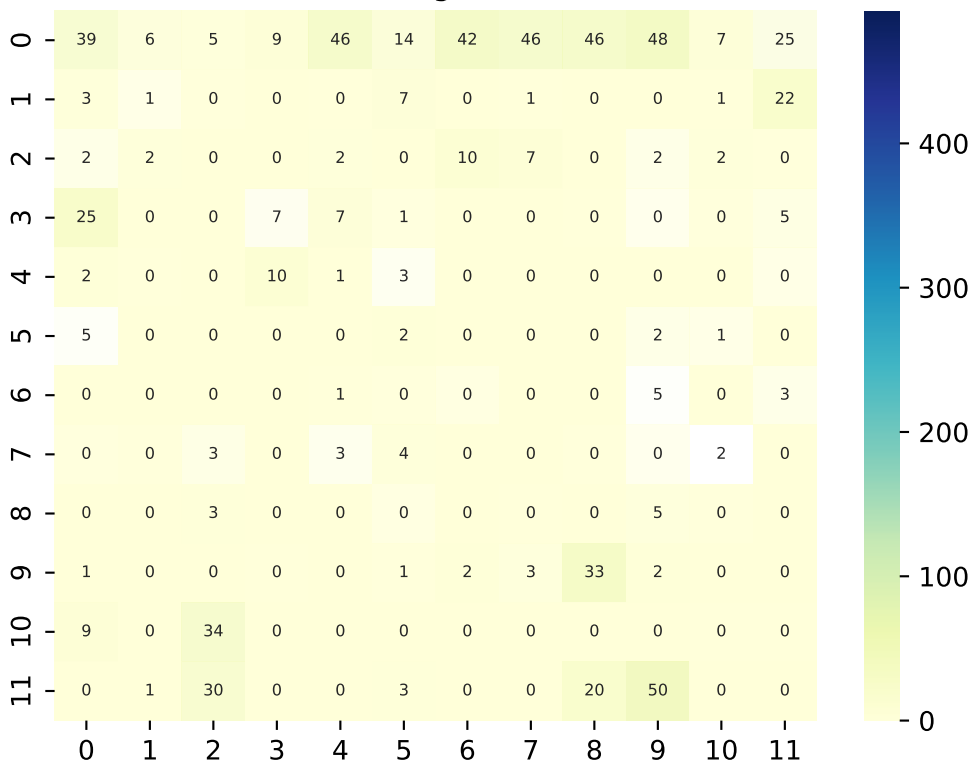 0 39 6 5 9 46 14 42 46 46 48 7 25
1 3 1 0 0 0 7 0 1 0 0 1 22
2 2 2 0 0 2 0 10 7 0 2 2 0
3 25 0 0 7 7 1 0 0 0 0 0 5
4 2 0 0 10 1 3 0 0 0 0 0 0
5 5 0 0 0 0 2 0 0 0 2 1 0
6 0 0 0 0 1 0 0 0 0 5 0 3
7 0 0 3 0 3 4 0 0 0 0 2 0
8 0 0 3 0 0 0 0 0 0 5 0 0
9 1 0 0 0 0 1 2 3 33 2 0 0
10 9 0 34 0 0 0 0 0 0 0 0 0
11 0 1 30 0 0 3 0 0 20 50 0 0
0 1 2 3 4 5 6 7 8 9 10 11
400
300
200
100
0